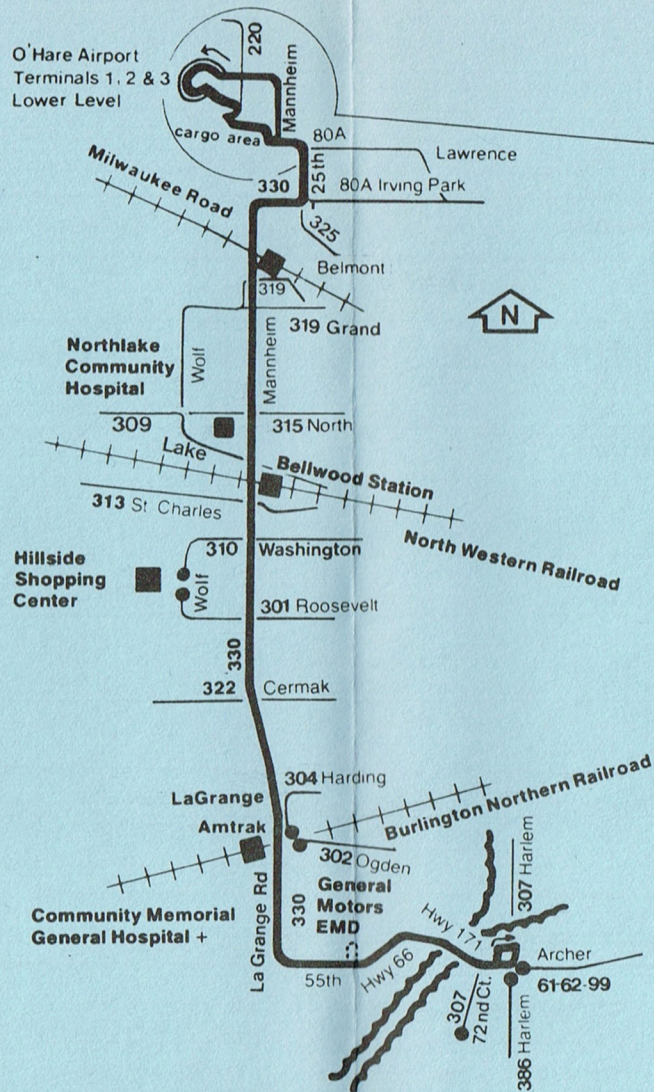 O'Hare Airport
Terminals 1, 2 & 3
Lower Level
220
Mannheim
cargo area
80A
Lawrence
25th
330
80A Irving Park
Milwaukee Road
325
Belmont
319
319 Grand
N
Northlake
Community
Hospital
Wolf
Mannheim
309
315 North
Lake
Bellwood Station
313 St Charles
North Western Railroad
310
Washington
Hillside
Shopping
Center
Wolf
301 Roosevelt
330
322
Cermak
304 Harding
LaGrange
Amtrak
Burlington Northern Railroad
302 Ogden
General
Motors
EMD
330
La Grange Rd
Community Memorial
General Hospital +
307 Harlem
Hwy 171
Archer
55th
Hwy 66
61-62-99
307
72nd Ct.
386 Harlem